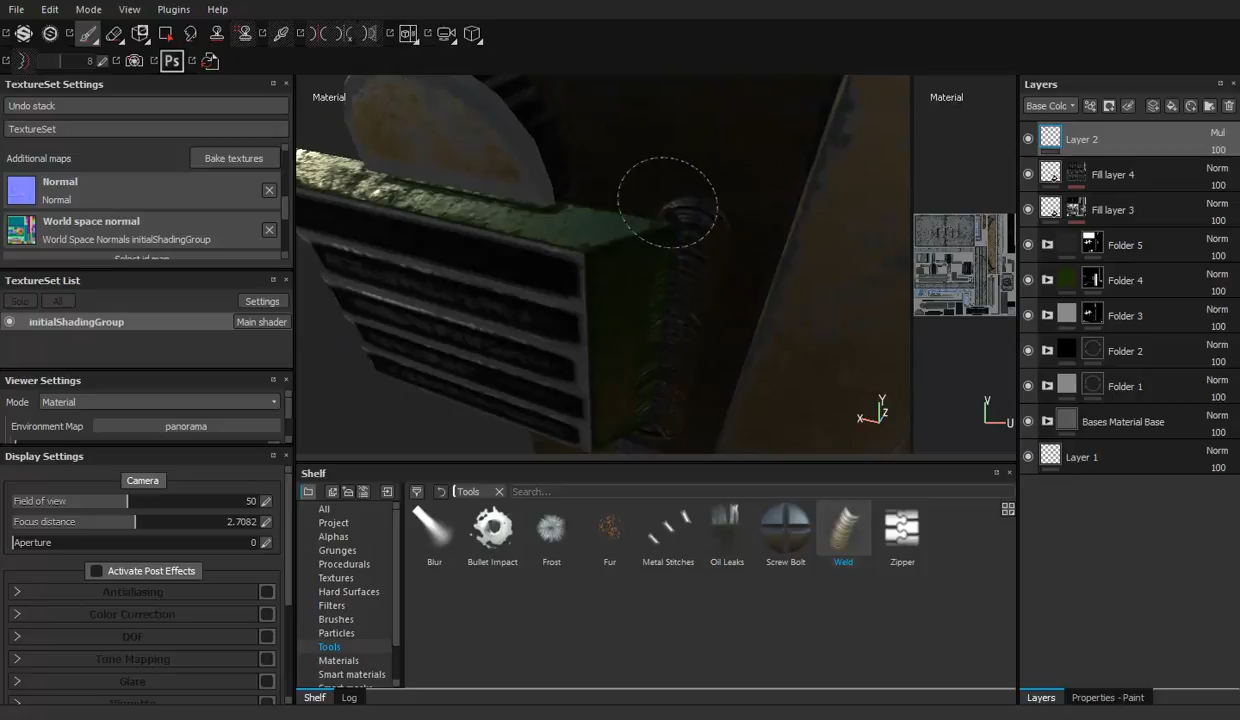 File Edit Mode View Plugins Help
8 Ps
TextureSet Settings
Undo stack
TextureSet
Additional maps Bake textures
Normal
Normal
World space normal
World Space Normals initialShadingGroup
Select id map
TextureSet List
Solo All Settings
initialShadingGroup Main shader
Viewer Settings
Mode Material
Environment Map panorama
Display Settings
Camera
Field of view 50
Focus distance 2.7082
Aperture 0
Activate Post Effects
Antialiasing
Color Correction
DOF
Tone Mapping
Glare
Vignette
Material
Y
Z
X
Material
V
U
Shelf
Tools Search...
All
Project
Alphas
Grunges
Procedurals
Textures
Hard Surfaces
Filters
Brushes
Particles
Tools
Materials
Smart materials
Smart masks
Blur Bullet Impact Frost Fur Metal Stitches Oil Leaks Screw Bolt Weld Zipper
Shelf Log
Layers
Base Colc
Layer 2 Mul 100
Fill layer 4 Norm 100
Fill layer 3 Norm 100
Folder 5 Norm 100
Folder 4 Norm 100
Folder 3 Norm 100
Folder 2 Norm 100
Folder 1 Norm 100
Bases Material Base Norm 100
Layer 1 Norm 100
Layers Properties - Paint